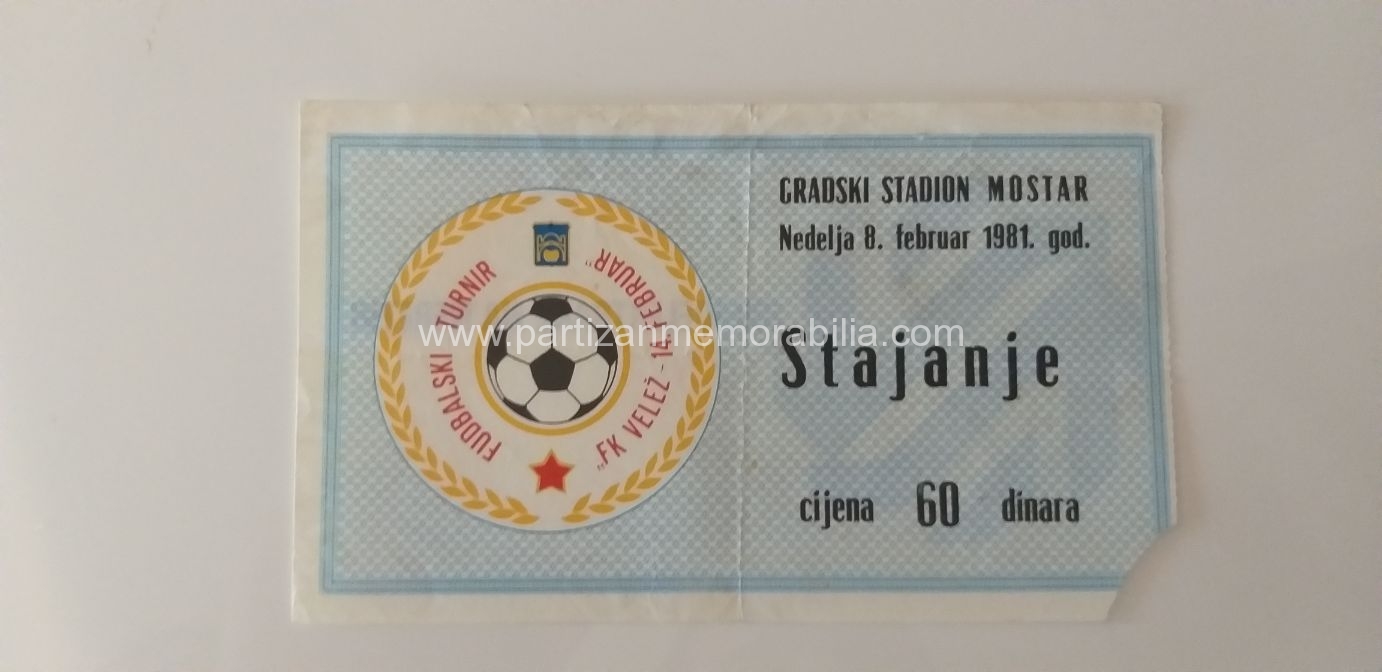 FUDBALSKI TURNIR
„FK VELEŽ - 14. FEBRUAR"
GRADSKI STADION MOSTAR
Nedelja 8. februar 1981. god.
www.partizanmemorabilia.com
Stajanje
cijena 60 dinara